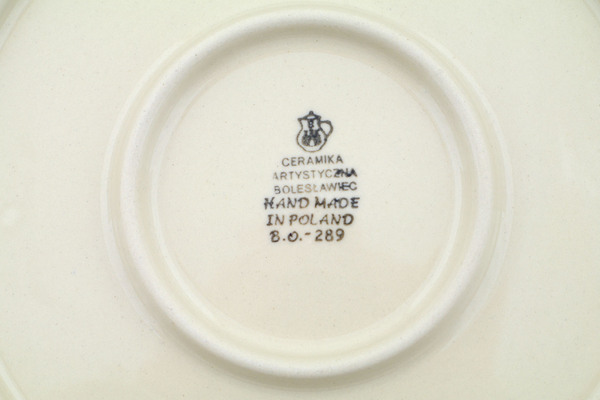 CERAMIKA
ARTYSTYCZNA
BOLESŁAWIEC
HAND MADE
IN POLAND
B.O.-289